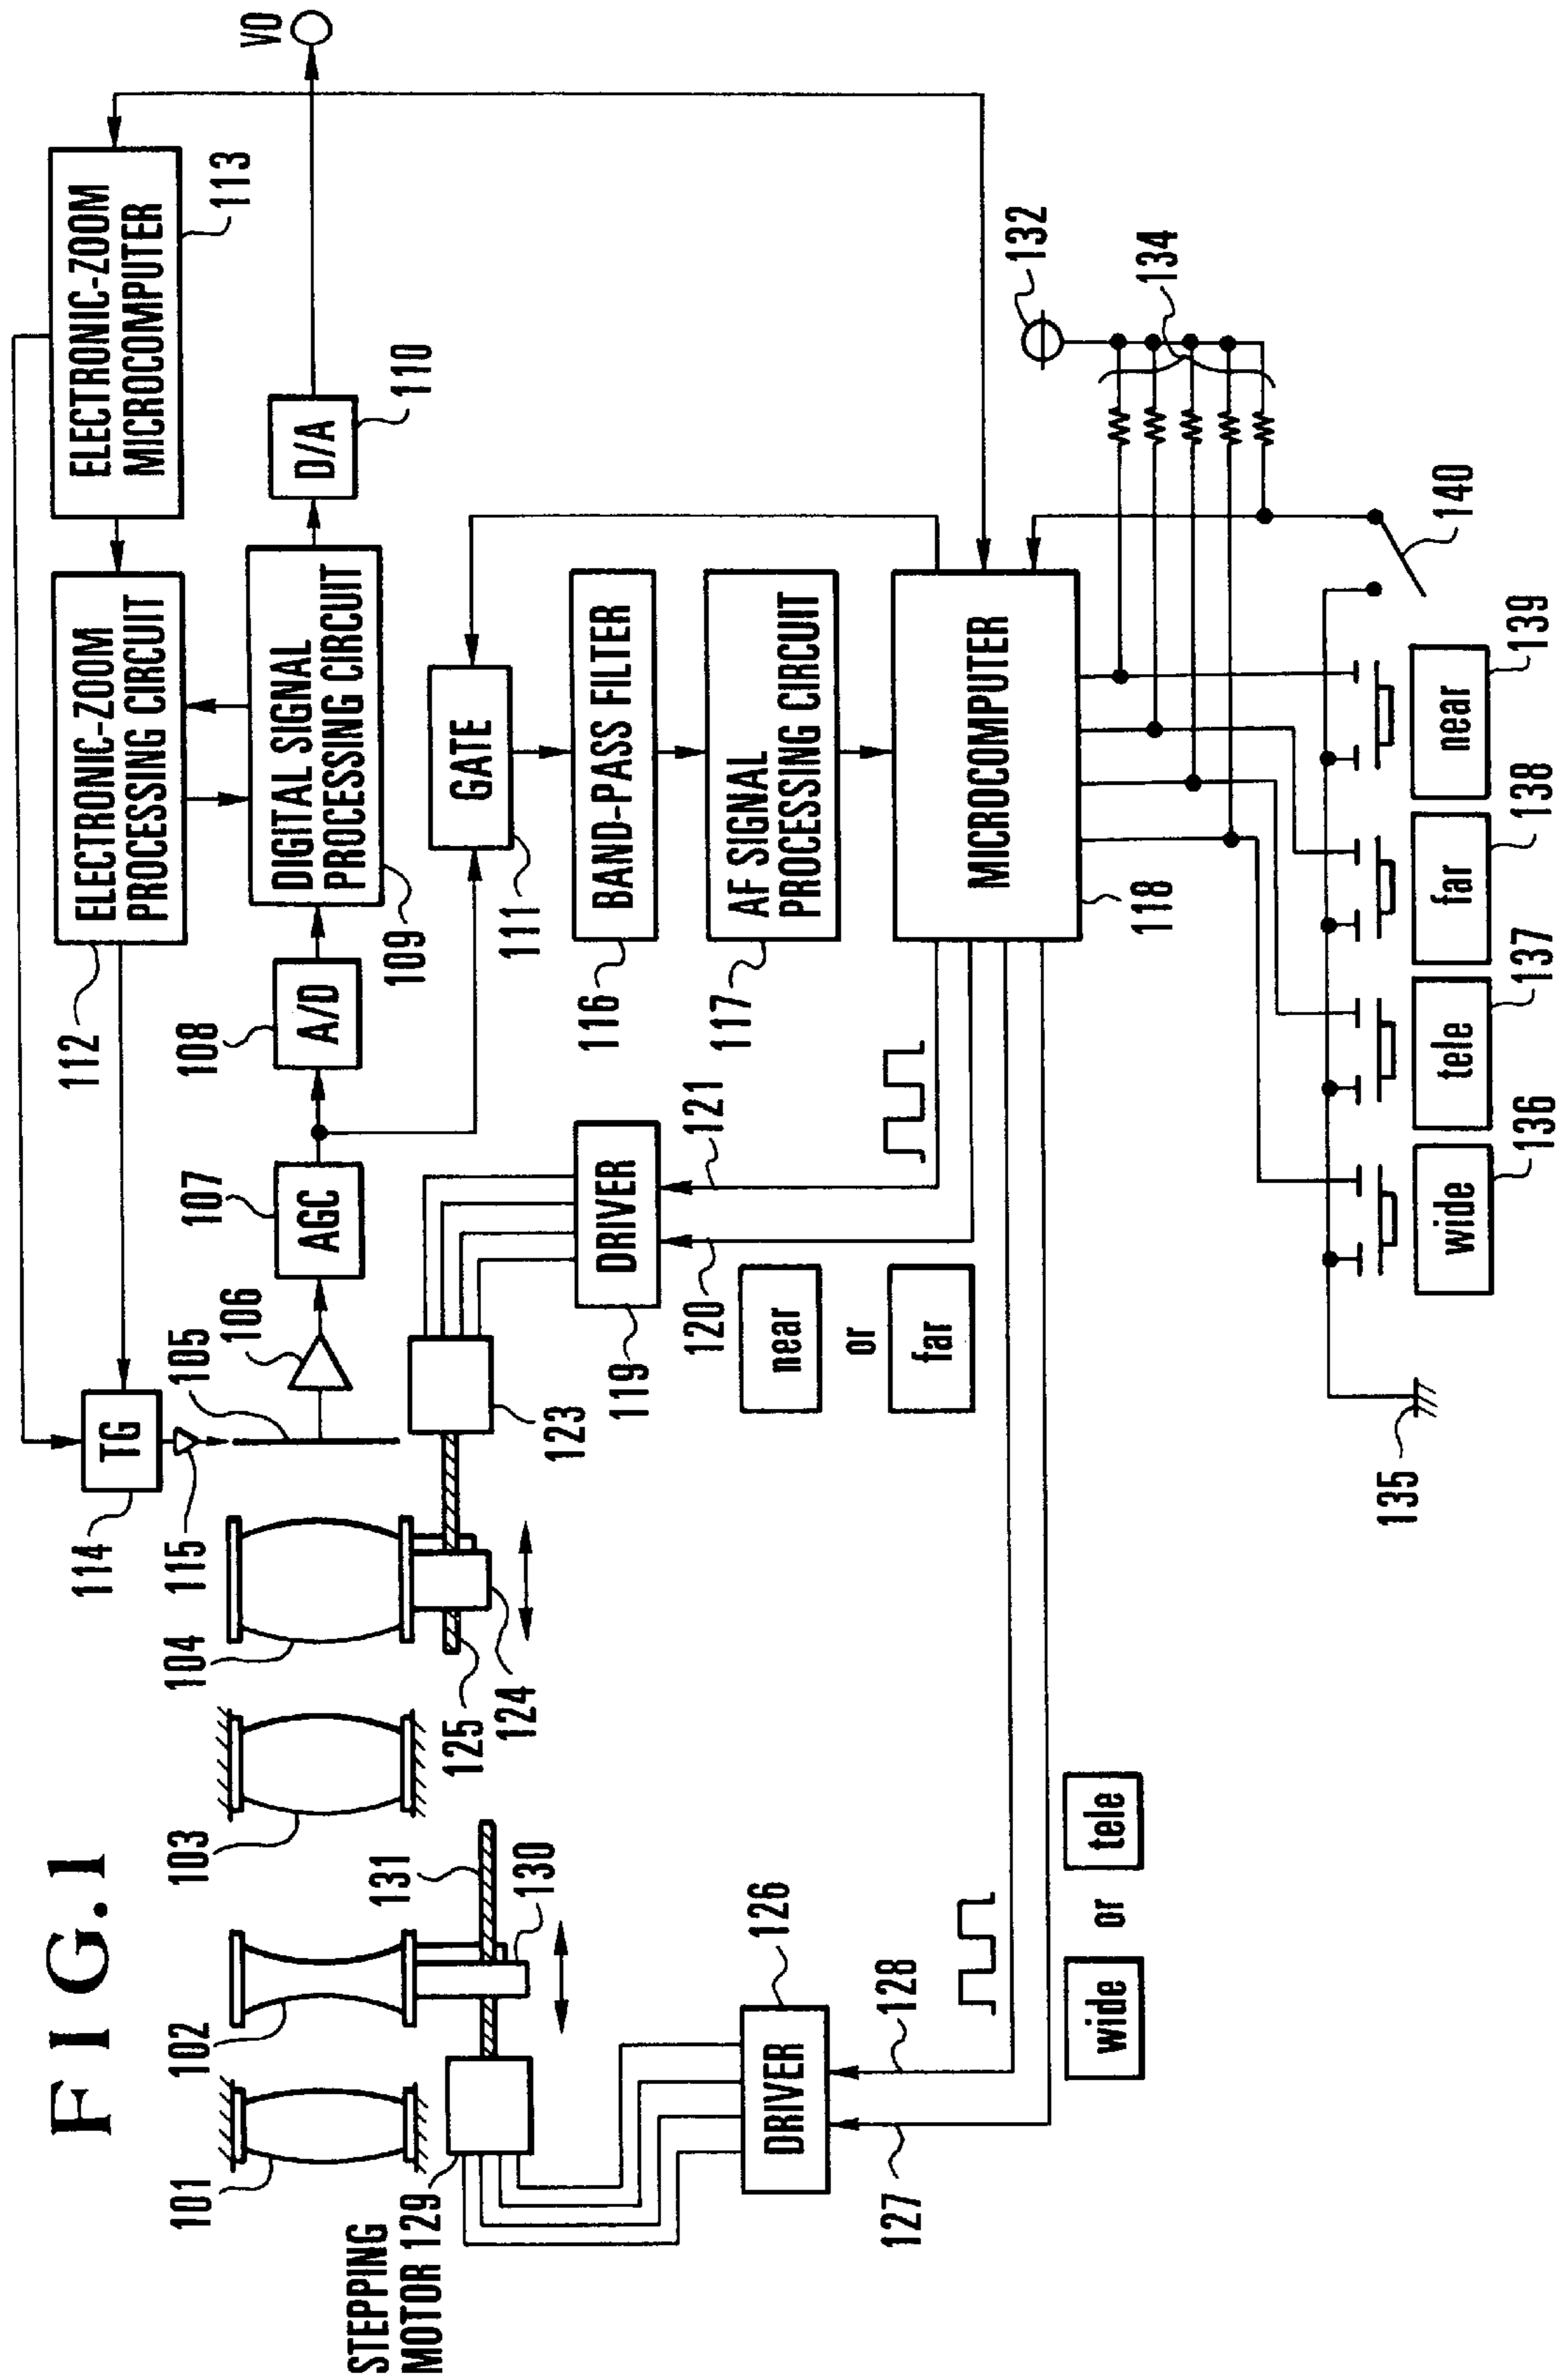 FIG.1
VO
ELECTRONIC-ZOOM
MICROCOMPUTER
113
ELECTRONIC-ZOOM
PROCESSING CIRCUIT
112
TG
114
115
105
106
AGC
107
A/D
108
DIGITAL SIGNAL
PROCESSING CIRCUIT
109
D/A
110
101
102
103
104
GATE
111
BAND-PASS FILTER
116
AF SIGNAL
PROCESSING CIRCUIT
117
MICROCOMPUTER
118
STEPPING
MOTOR 129
131
130
125
124
123
DRIVER
119
121
120
near
or
far
DRIVER
126
128
127
wide
or
tele
132
134
140
135
wide
136
tele
137
far
138
near
139